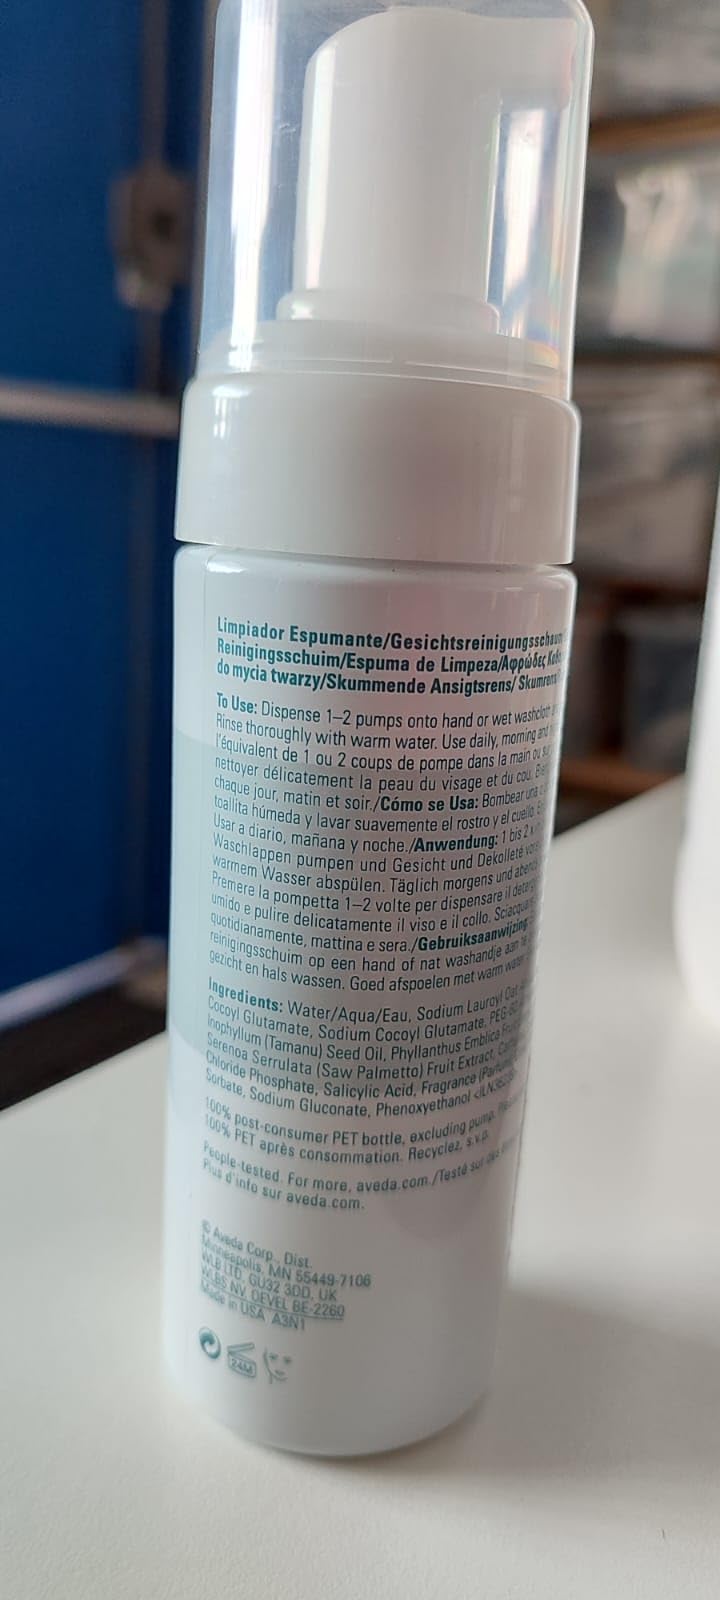 Limpiador Espumante/Gesichtsreinigungsschaum
Reinigingsschuim/Espuma de Limpeza/Αφρώδες
do mycia twarzy/Skummende Ansigtsrens/
To Use: Dispense 1–2 pumps onto hand or wet washcloth
Rinse thoroughly with warm water. Use daily, morning and
l'équivalent de 1 ou 2 coups de pompe dans la main ou
nettoyer délicatement la peau du visage et du cou.
chaque jour, matin et soir./Cómo se Usa: Bombear una
toallita húmeda y lavar suavemente el rostro y el cuello.
Usar a diario, mañana y noche./Anwendung: 1 bis 2 x
Waschlappen pumpen und Gesicht und Dekolleté
warmem Wasser abspülen. Täglich morgens und
Premere la pompetta 1–2 volte per dispensare il
umido e pulire delicatamente il viso e il collo.
quotidianamente, mattina e sera./Gebruiksaanwijzing:
reinigingsschuim op een hand of nat washandje aan
gezicht en hals wassen. Goed afspoelen met warm water
Ingredients: Water/Aqua/Eau, Sodium Lauroyl Oat
Cocoyl Glutamate, Sodium Cocoyl Glutamate,
Inophyllum (Tamanu) Seed Oil, Phyllanthus Emblica Fruit
Serenoa Serrulata (Saw Palmetto) Fruit Extract,
Chloride Phosphate, Salicylic Acid, Fragrance
Sorbate, Sodium Gluconate, Phenoxyethanol
100% post-consumer PET bottle, excluding pump.
100% PET après consommation. Recyclez, s.v.p.
People-tested. For more, aveda.com./Testé sur des
Plus d'info sur aveda.com.
© Aveda Corp., Dist.
Minneapolis, MN 55449-7106
WLB LTD, GU32 3DD, UK
WLBS NV, OEVEL BE-2260
Made in USA A3N1
24M